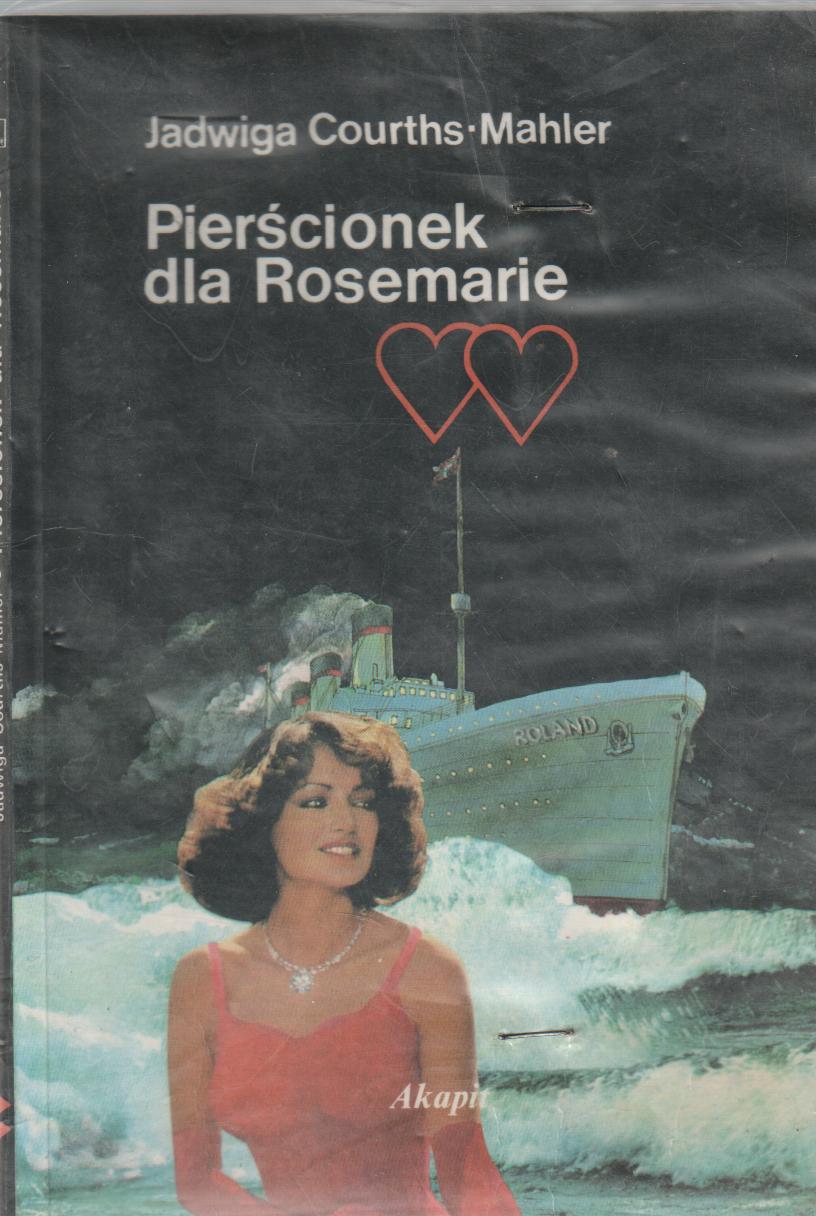 Jadwiga Courths-Mahler
Pierścionek
dla Rosemarie
ROLAND
Akapit